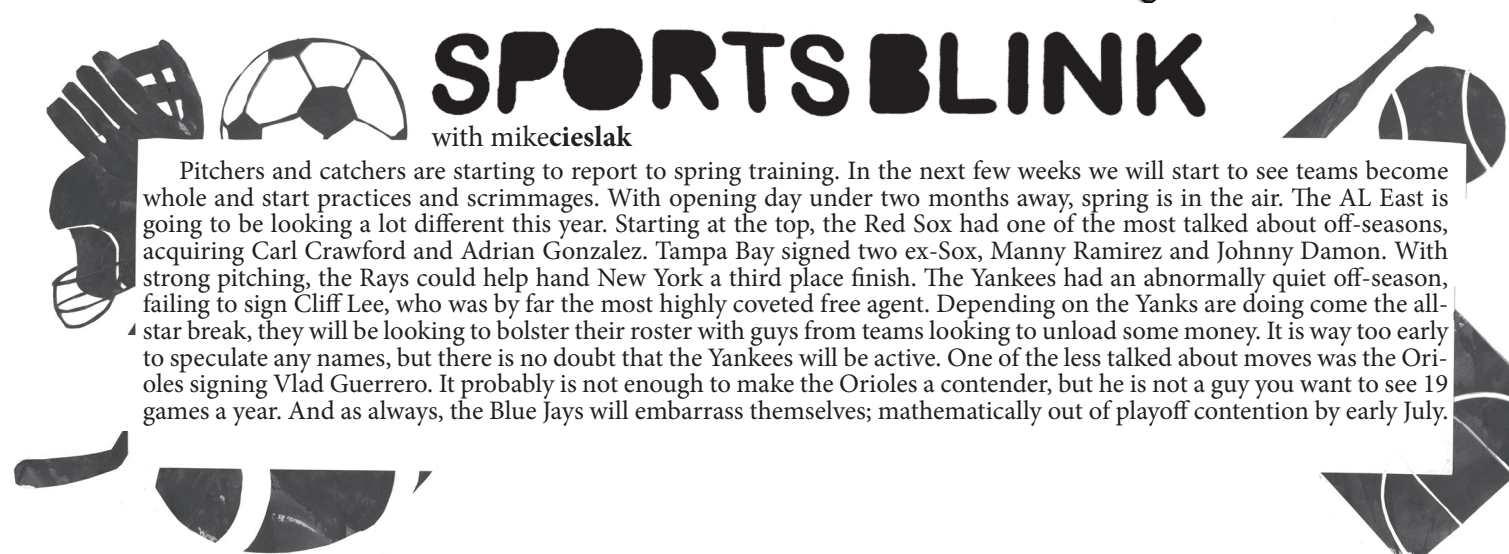 SPORTS BLINK
with mikecieslak
Pitchers and catchers are starting to report to spring training. In the next few weeks we will start to see teams become
whole and start practices and scrimmages. With opening day under two months away, spring is in the air. The AL East is
going to be looking a lot different this year. Starting at the top, the Red Sox had one of the most talked about off-seasons,
acquiring Carl Crawford and Adrian Gonzalez. Tampa Bay signed two ex-Sox, Manny Ramirez and Johnny Damon. With
strong pitching, the Rays could help hand New York a third place finish. The Yankees had an abnormally quiet off-season,
failing to sign Cliff Lee, who was by far the most highly coveted free agent. Depending on the Yanks are doing come the all-
star break, they will be looking to bolster their roster with guys from teams looking to unload some money. It is way too early
to speculate any names, but there is no doubt that the Yankees will be active. One of the less talked about moves was the Ori-
oles signing Vlad Guerrero. It probably is not enough to make the Orioles a contender, but he is not a guy you want to see 19
games a year. And as always, the Blue Jays will embarrass themselves; mathematically out of playoff contention by early July.